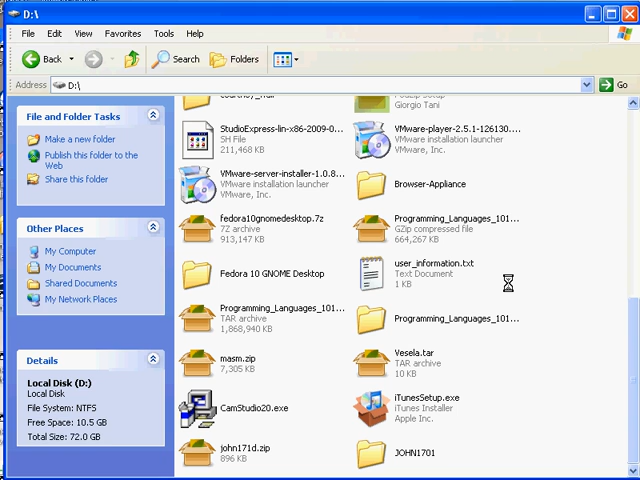 D:\
File Edit View Favorites Tools Help
Back Search Folders
Address D:\ Go
File and Folder Tasks
Make a new folder
Publish this folder to the
Web
Share this folder
Other Places
My Computer
My Documents
Shared Documents
My Network Places
Details
Local Disk (D:)
Local Disk
File System: NTFS
Free Space: 10.5 GB
Total Size: 72.0 GB
Giorgio Tani
StudioExpress-lin-x86-2009-0...
SH File
211,468 KB
VMware-player-2.5.1-126130....
VMware installation launcher
VMware, Inc.
VMware-server-installer-1.0.8...
VMware installation launcher
VMware, Inc.
Browser-Appliance
fedora10gnomedesktop.7z
7Z archive
913,147 KB
Programming_Languages_101...
GZip compressed file
664,267 KB
Fedora 10 GNOME Desktop
user_information.txt
Text Document
1 KB
Programming_Languages_101...
TAR archive
1,868,940 KB
Programming_Languages_101...
masm.zip
7,305 KB
Vesela.tar
TAR archive
10 KB
CamStudio20.exe
iTunesSetup.exe
iTunes Installer
Apple Inc.
john171d.zip
896 KB
JOHN1701